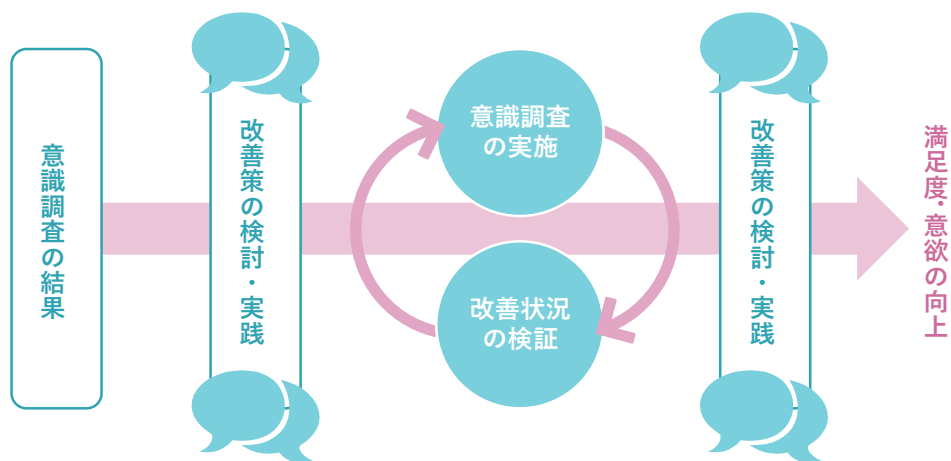 意識調査の結果
改善策の検討・実践
意識調査
の実施
改善状況
の検証
改善策の検討・実践
満足度・意欲の向上